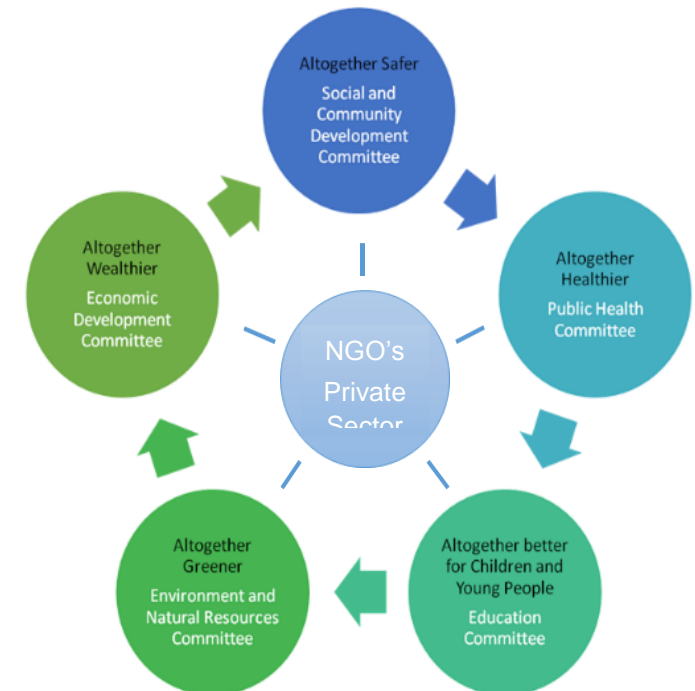 Altogether Safer
Social and
Community
Development
Committee
Altogether
Healthier
Public Health
Committee
Altogether better
for Children and
Young People
Education
Committee
Altogether
Greener
Environment and
Natural Resources
Committee
Altogether
Wealthier
Economic
Development
Committee
NGO’s
Private
Sector